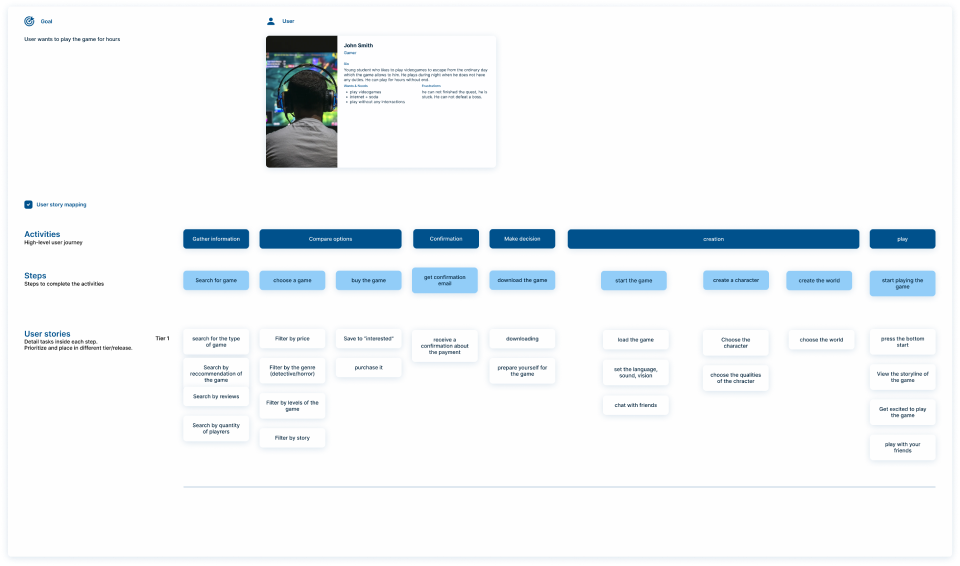 Goal
User
User wants to play the game for hours
John Smith
Gamer
Bio
Young student who likes to play videogames to escape from the ordinary day
which the game allows is him. He plays during night when he does not have
any duties. He can play for hours without end.
Wants & Needs
Frustrations
play videogames
internet + soda
play without any interractions
he can not finished the quest, he is
stuck. He can not defeat a boss.
User story mapping
Activities
High-level user journey
Gather information
Compare options
Confirmation
Make decision
creation
play
Steps
Steps to complete the activities
Search for game
choose a game
buy the game
get confirmation
email
download the game
start the game
create a character
create the world
start playing the
game
User stories
Detail tasks inside each step.
Prioritize and place in different tier/release.
Tier 1
search for the type
of game
Search by
reccommendation of
the game
Search by reviews
Search by quantity
of playrers
Filter by price
Filter by the genre
(detective/horror)
Filter by levels of the
game
Filter by story
Save to "interested"
purchase it
receive a
confirmation about
the payment
downloading
prepare yourself for
the game
load the game
set the language,
sound, vision
chat with friends
Choose the
character
choose the qualities
of the chracter
choose the world
press the bottom
start
View the storyline of
the game
Get excited to play
the game
play with your
friends